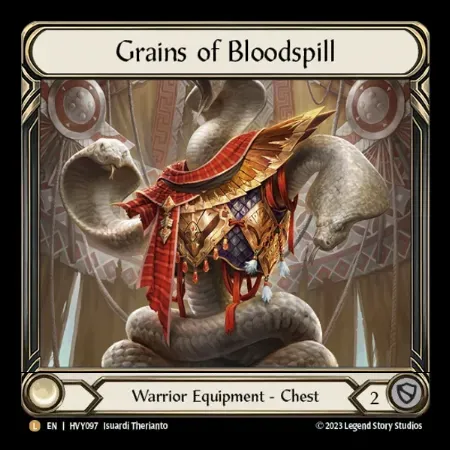 Grains of Bloodspill
Warrior Equipment - Chest
2
L EN | HVY097 Isuardi Therianto
©2023 Legend Story Studios